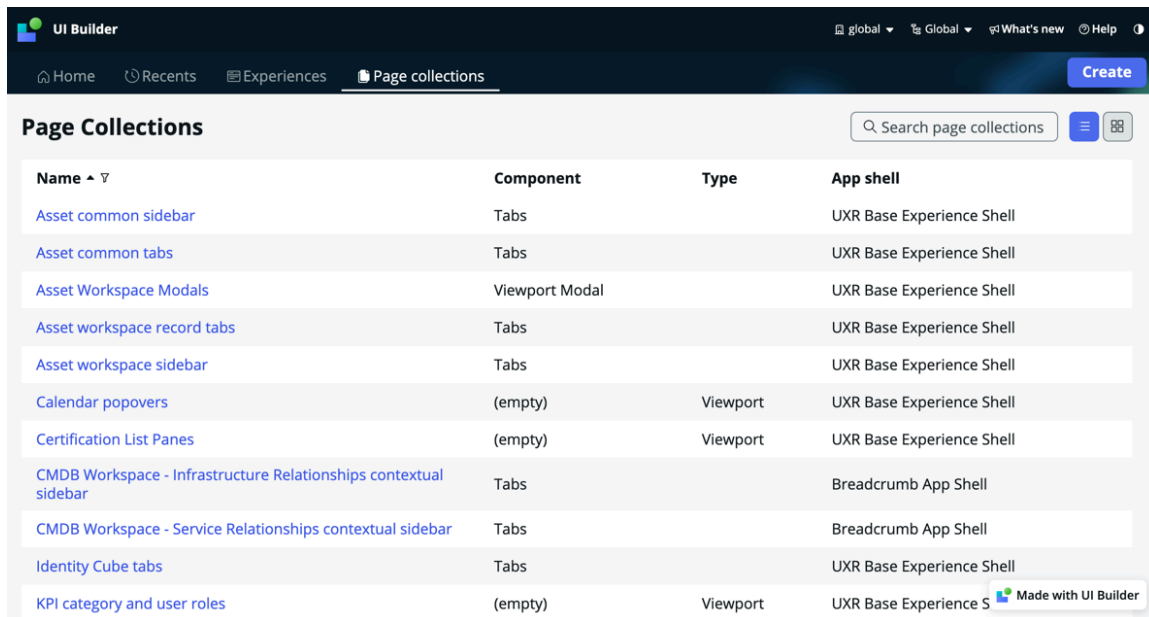 UI Builder
global Global What's new Help
Home Recents Experiences Page collections Create
Page Collections Search page collections
Name Component Type App shell
Asset common sidebar Tabs UXR Base Experience Shell
Asset common tabs Tabs UXR Base Experience Shell
Asset Workspace Modals Viewport Modal UXR Base Experience Shell
Asset workspace record tabs Tabs UXR Base Experience Shell
Asset workspace sidebar Tabs UXR Base Experience Shell
Calendar popovers (empty) Viewport UXR Base Experience Shell
Certification List Panes (empty) Viewport UXR Base Experience Shell
CMDB Workspace - Infrastructure Relationships contextual
sidebar Tabs Breadcrumb App Shell
CMDB Workspace - Service Relationships contextual sidebar Tabs Breadcrumb App Shell
Identity Cube tabs Tabs UXR Base Experience Shell
KPI category and user roles (empty) Viewport UXR Base Experience S
Made with UI Builder